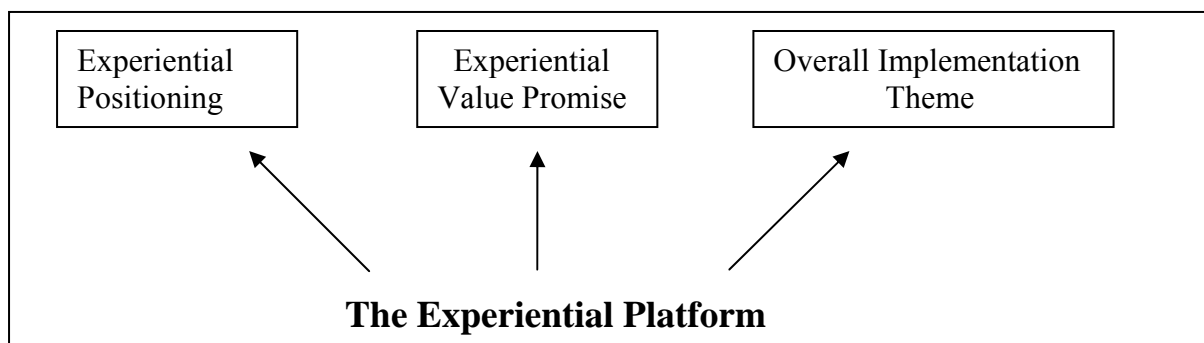 Experiential
Positioning
Experiential
Value Promise
Overall Implementation
Theme
The Experiential Platform